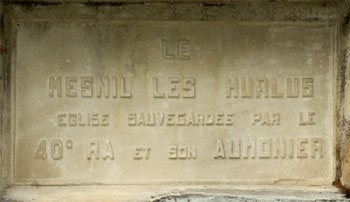 LE
MESNIL LES HURLUS
EGLISE SAUVEGARDEE PAR LE
40° RA ET SON AUMONIER